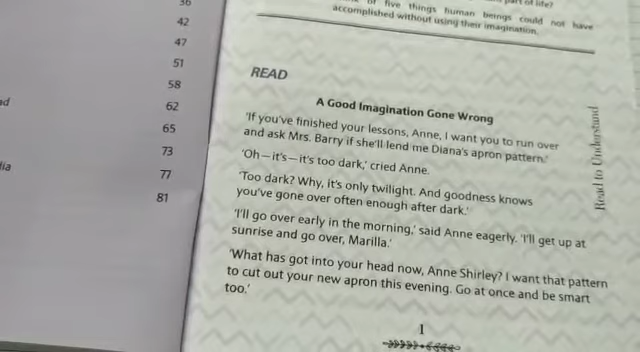 36
42
47
51
58
62
65
73
77
81
part of life?
of five things human beings could not have
accomplished without using their imagination.
READ
A Good Imagination Gone Wrong
'If you've finished your lessons, Anne, I want you to run over
and ask Mrs. Barry if she'll lend me Diana's apron pattern.'
'Oh—it's—it's too dark,' cried Anne.
'Too dark? Why, it's only twilight. And goodness knows
you've gone over often enough after dark.'
'I'll go over early in the morning,' said Anne eagerly. 'I'll get up at
sunrise and go over, Marilla.'
'What has got into your head now, Anne Shirley? I want that pattern
to cut out your new apron this evening. Go at once and be smart
too.'
1
Read to Understand